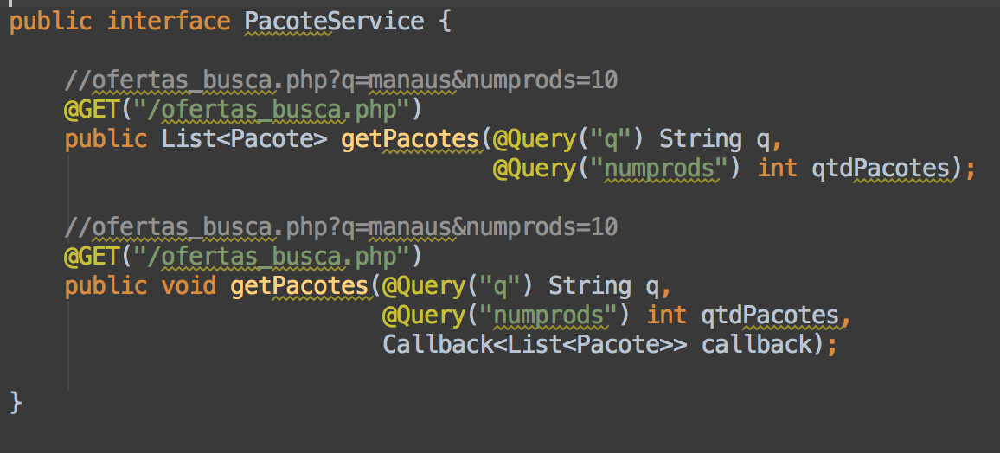 public interface PacoteService {
//ofertas_busca.php?q=manaus&numprods=10
@GET("/ofertas_busca.php")
public List<Pacote> getPacotes(@Query("q") String q,
@Query("numprods") int qtdPacotes);
//ofertas_busca.php?q=manaus&numprods=10
@GET("/ofertas_busca.php")
public void getPacotes(@Query("q") String q,
@Query("numprods") int qtdPacotes,
Callback<List<Pacote>> callback);
}